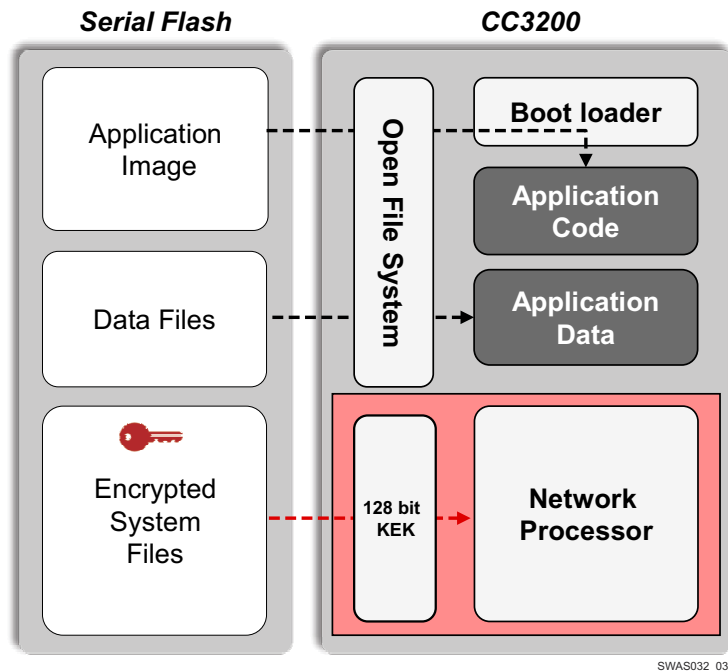 Serial Flash
CC3200
Application
Image
Data Files
Encrypted
System
Files
Open File System
Boot loader
Application
Code
Application
Data
128 bit
KEK
Network
Processor